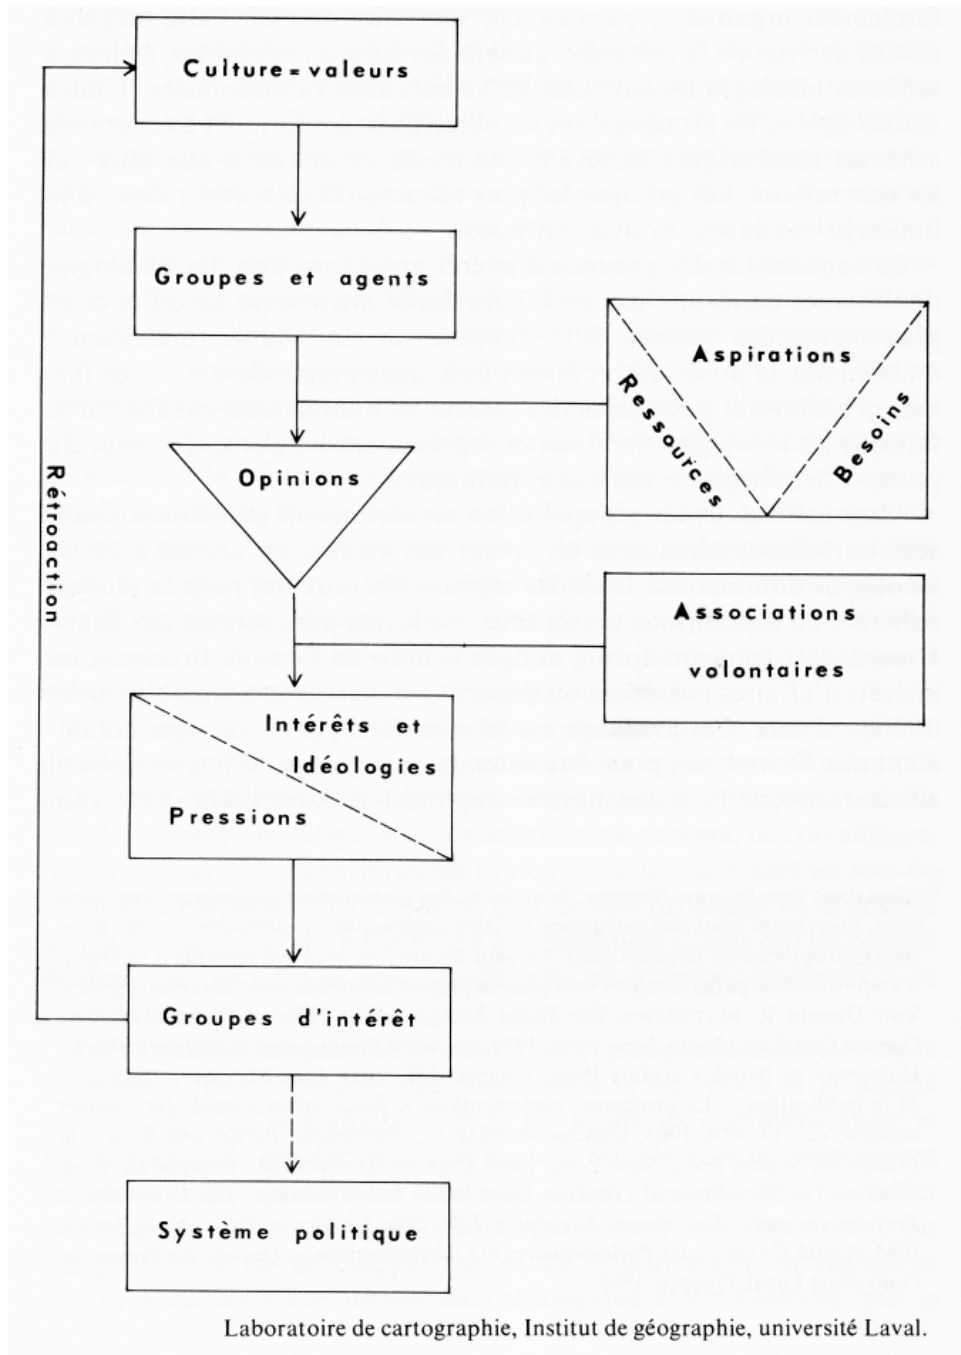 Culture = valeurs
Groupes et agents
Aspirations
Ressources
Besoins
Opinions
Rétroaction
Associations
volontaires
Intérêts et
Idéologies
Pressions
Groupes d'intérêt
Système politique
Laboratoire de cartographie, Institut de géographie, université Laval.